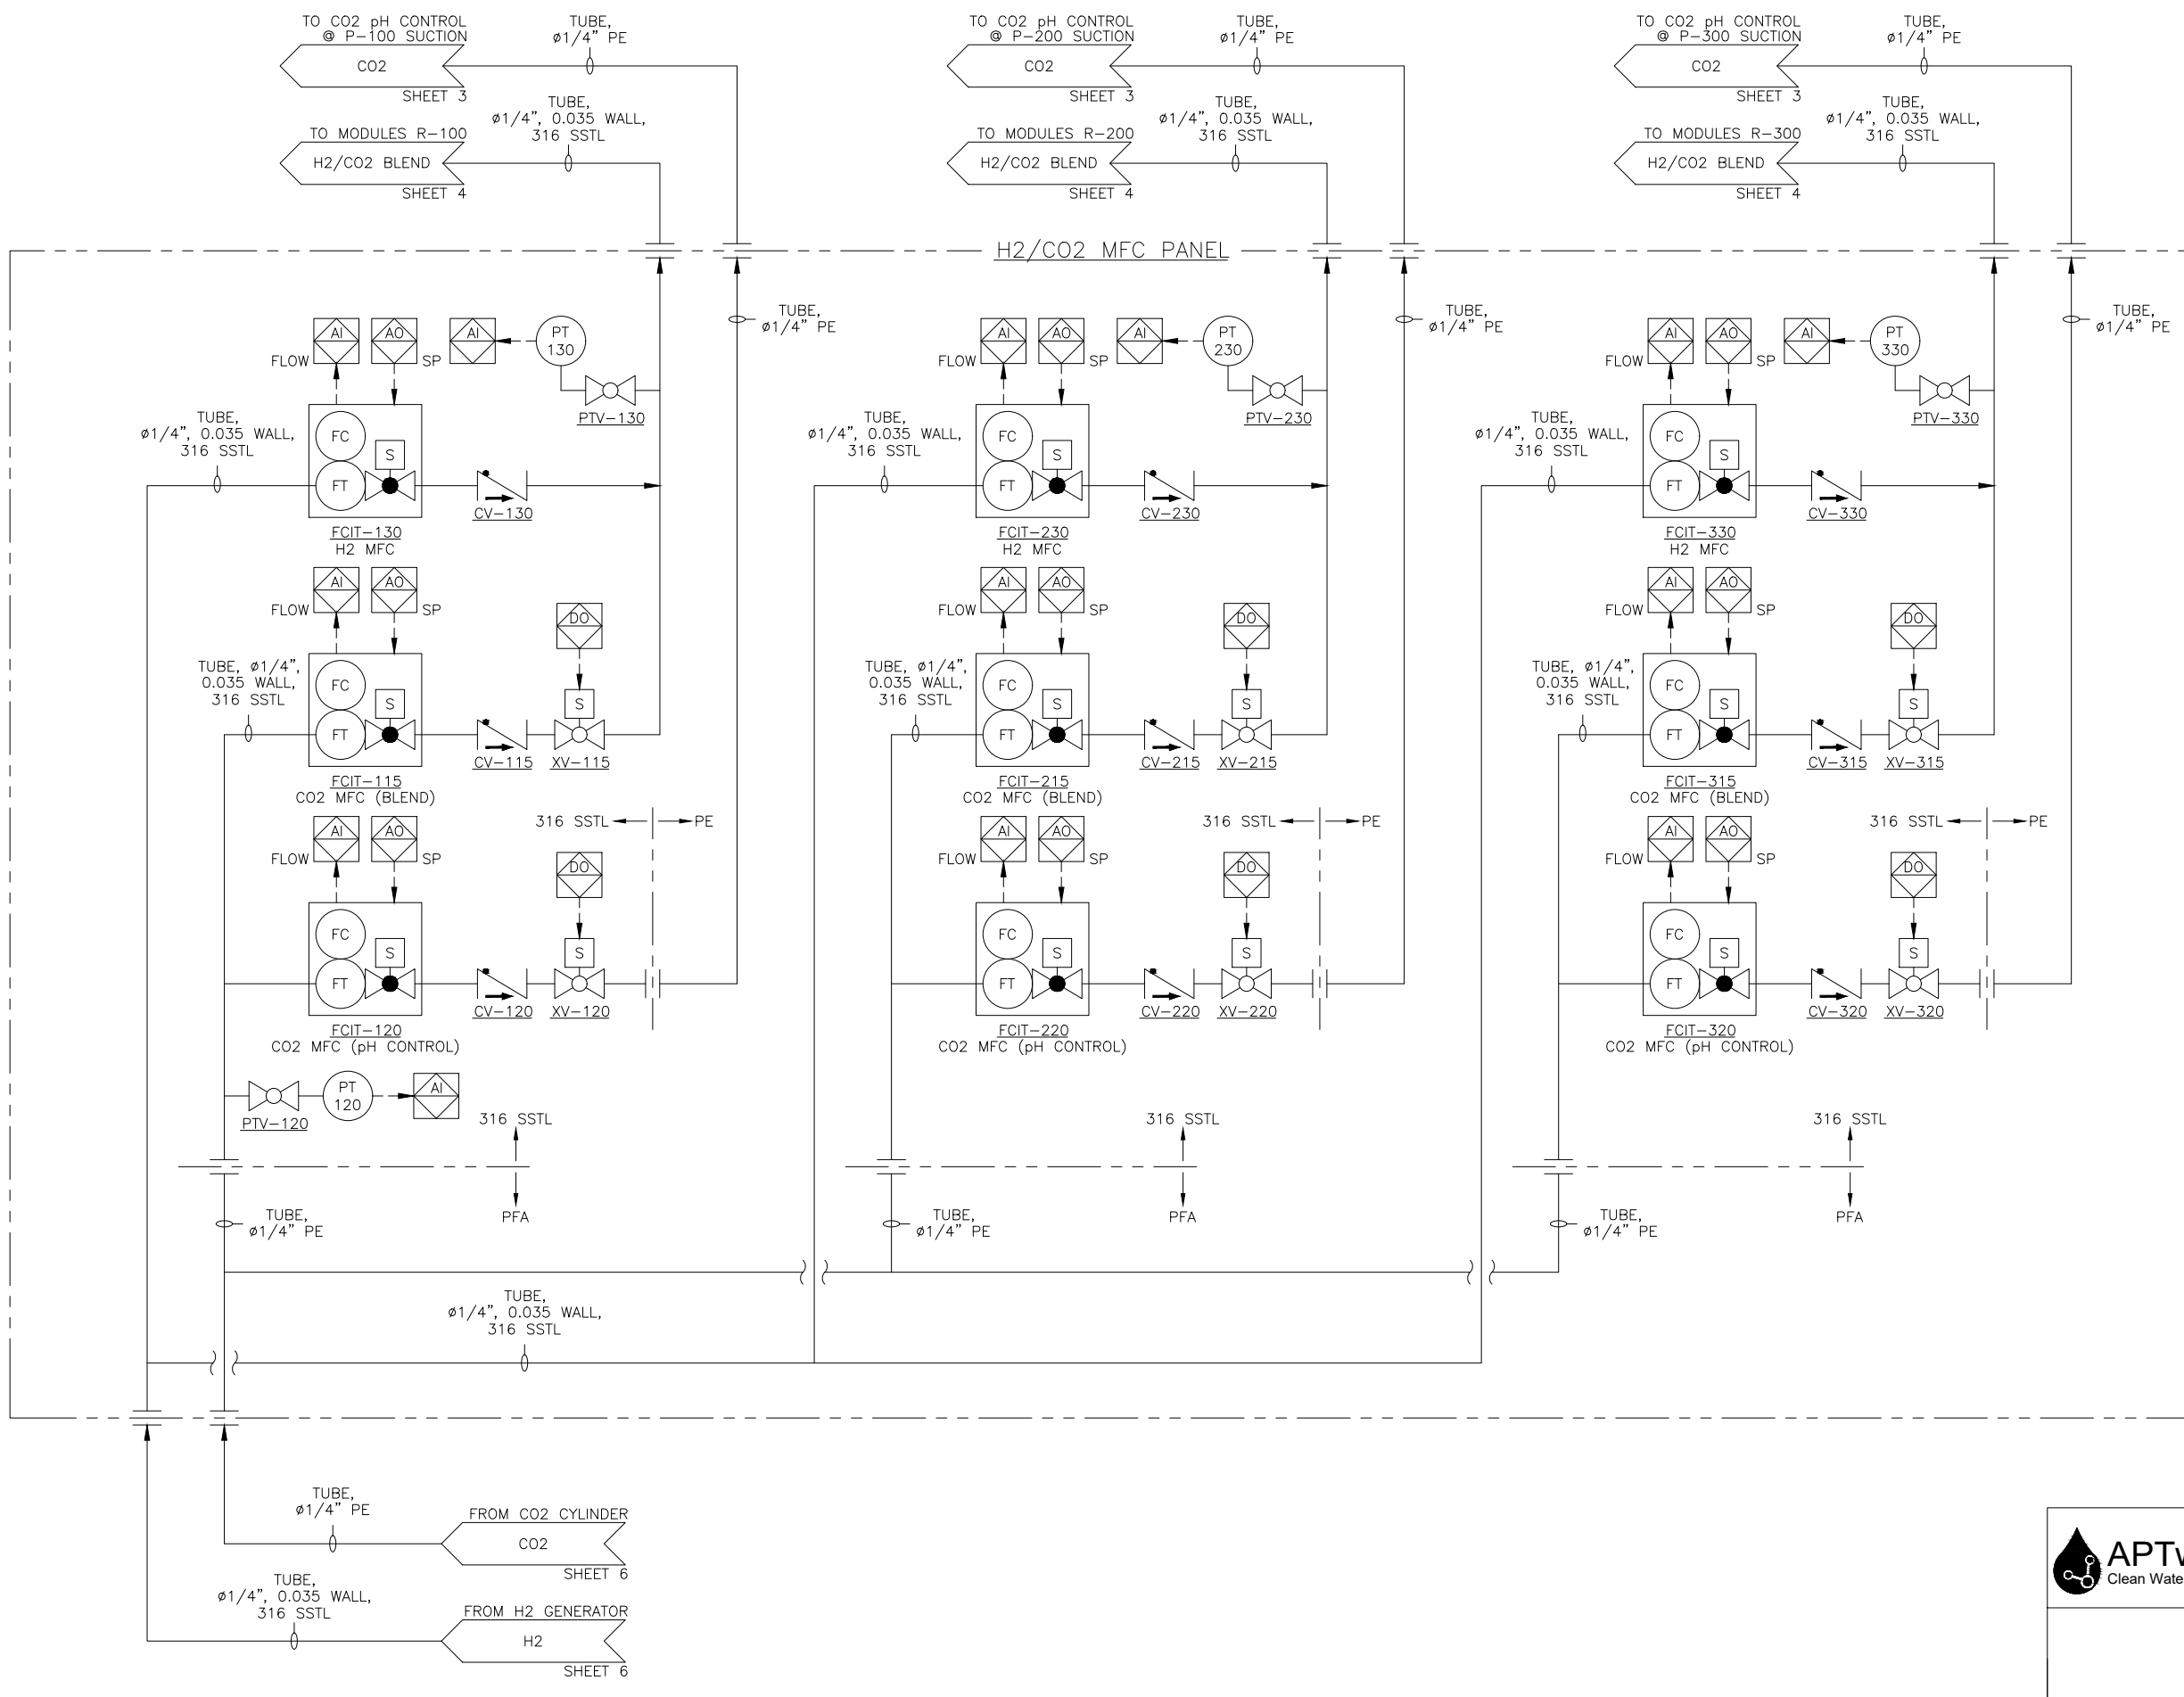 TO CO2 pH CONTROL
@ P-100 SUCTION
CO2
SHEET 3
TUBE,
ø1/4" PE
TO MODULES R-100
H2/CO2 BLEND
SHEET 4
TUBE,
ø1/4", 0.035 WALL,
316 SSTL
TO CO2 pH CONTROL
@ P-200 SUCTION
CO2
SHEET 3
TUBE,
ø1/4" PE
TO MODULES R-200
H2/CO2 BLEND
SHEET 4
TUBE,
ø1/4", 0.035 WALL,
316 SSTL
TO CO2 pH CONTROL
@ P-300 SUCTION
CO2
SHEET 3
TUBE,
ø1/4" PE
TO MODULES R-300
H2/CO2 BLEND
SHEET 4
TUBE,
ø1/4", 0.035 WALL,
316 SSTL
H2/CO2 MFC PANEL
AI
FLOW
AO
SP
AI
PT
130
PTV-130
TUBE,
ø1/4" PE
TUBE,
ø1/4", 0.035 WALL,
316 SSTL
FC
FT
S
FCIT-130
H2 MFC
CV-130
AI
FLOW
AO
SP
DO
TUBE, ø1/4",
0.035 WALL,
316 SSTL
FC
FT
S
S
FCIT-115
CO2 MFC (BLEND)
CV-115
XV-115
316 SSTL
PE
AI
FLOW
AO
SP
DO
FC
FT
S
S
FCIT-120
CO2 MFC (pH CONTROL)
CV-120
XV-120
PTV-120
PT
120
AI
316 SSTL
PFA
TUBE,
ø1/4" PE
AI
FLOW
AO
SP
AI
PT
230
PTV-230
TUBE,
ø1/4" PE
TUBE,
ø1/4", 0.035 WALL,
316 SSTL
FC
FT
S
FCIT-230
H2 MFC
CV-230
AI
FLOW
AO
SP
DO
TUBE, ø1/4",
0.035 WALL,
316 SSTL
FC
FT
S
S
FCIT-215
CO2 MFC (BLEND)
CV-215
XV-215
316 SSTL
PE
AI
FLOW
AO
SP
DO
FC
FT
S
S
FCIT-220
CO2 MFC (pH CONTROL)
CV-220
XV-220
316 SSTL
PFA
TUBE,
ø1/4" PE
AI
FLOW
AO
SP
AI
PT
330
PTV-330
TUBE,
ø1/4" PE
TUBE,
ø1/4", 0.035 WALL,
316 SSTL
FC
FT
S
FCIT-330
H2 MFC
CV-330
AI
FLOW
AO
SP
DO
TUBE, ø1/4",
0.035 WALL,
316 SSTL
FC
FT
S
S
FCIT-315
CO2 MFC (BLEND)
CV-315
XV-315
316 SSTL
PE
AI
FLOW
AO
SP
DO
FC
FT
S
S
FCIT-320
CO2 MFC (pH CONTROL)
CV-320
XV-320
316 SSTL
PFA
TUBE,
ø1/4" PE
TUBE,
ø1/4", 0.035 WALL,
316 SSTL
TUBE,
ø1/4" PE
FROM CO2 CYLINDER
CO2
SHEET 6
TUBE,
ø1/4", 0.035 WALL,
316 SSTL
FROM H2 GENERATOR
H2
SHEET 6
Clean